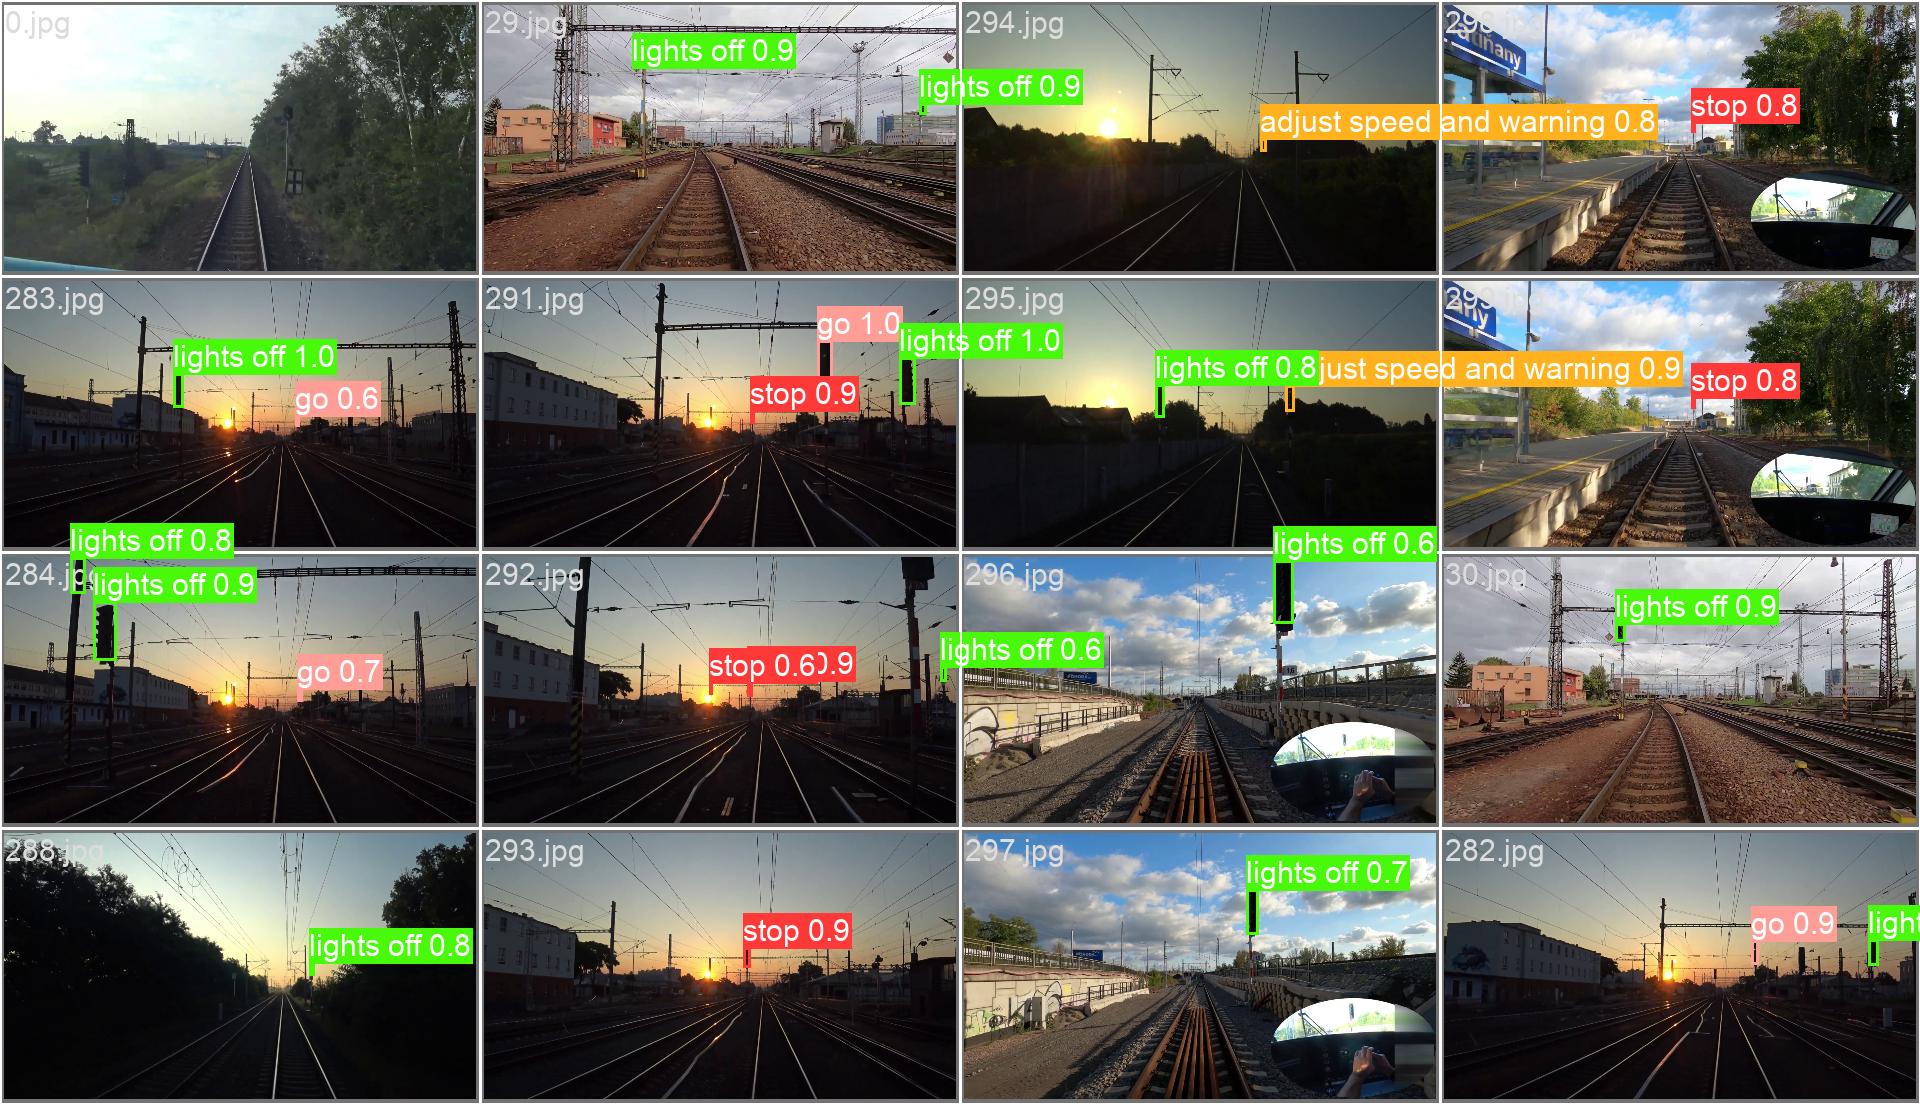 0.jpg
29.jpg
lights off 0.9
lights off 0.9
294.jpg
adjust speed and warning 0.8
stop 0.8
283.jpg
lights off 1.0
go 0.6
291.jpg
go 1.0
lights off 1.0
stop 0.9
295.jpg
lights off 0.8
just speed and warning 0.9
stop 0.8
284.jpg
lights off 0.8
lights off 0.9
go 0.7
292.jpg
stop 0.6
0.9
lights off 0.6
296.jpg
lights off 0.6
30.jpg
lights off 0.9
288.jpg
lights off 0.8
293.jpg
stop 0.9
297.jpg
lights off 0.7
282.jpg
go 0.9
light